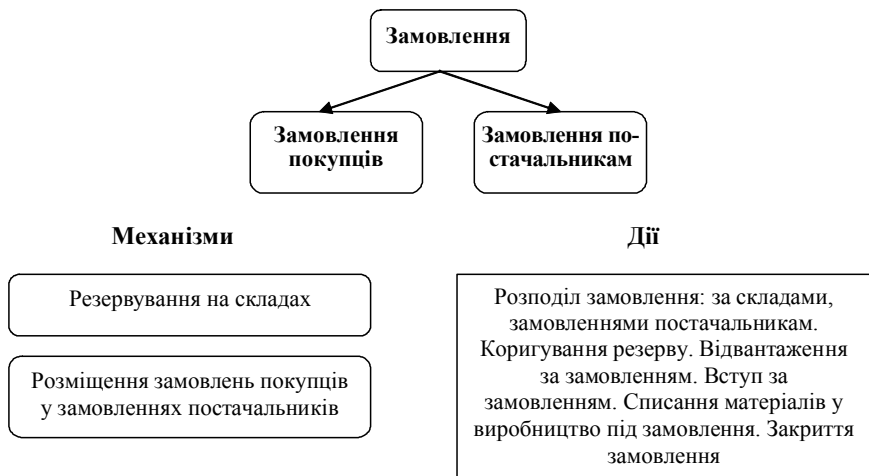 Замовлення
Замовлення
покупців
Замовлення по-
стачальникам
Механізми
Дії
Резервування на складах
Розміщення замовлень покупців
у замовленнях постачальників
Розподіл замовлення: за складами,
замовленнями постачальникам.
Коригування резерву. Відвантаження
за замовленням. Вступ за
замовленням. Списання матеріалів у
виробництво під замовлення. Закриття
замовлення